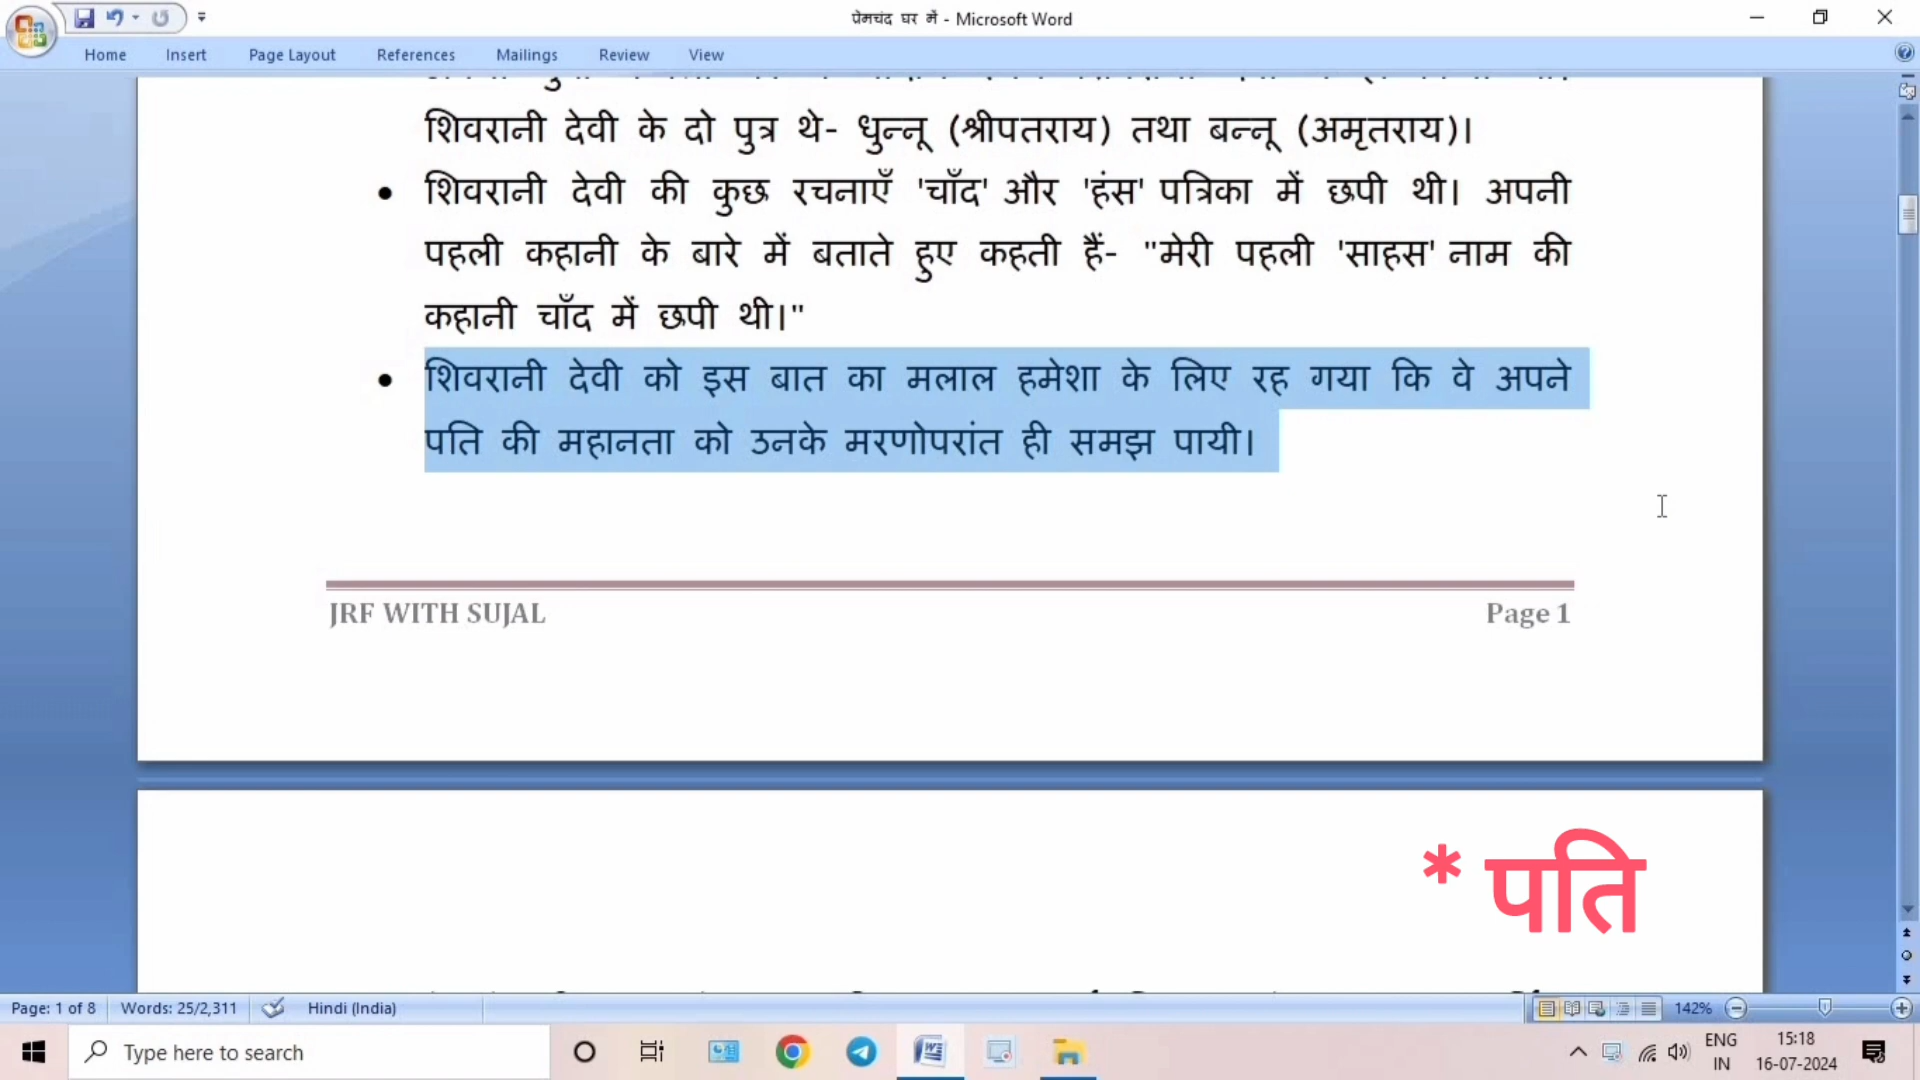 प्रेमचंद घर में - Microsoft Word
Home Insert Page Layout References Mailings Review View
शिवरानी देवी के दो पुत्र थे- धुन्नू (श्रीपतराय) तथा बन्नू (अमृतराय)।
• शिवरानी देवी की कुछ रचनाएँ 'चाँद' और 'हंस' पत्रिका में छपी थी। अपनी
पहली कहानी के बारे में बताते हुए कहती हैं- "मेरी पहली 'साहस' नाम की
कहानी चाँद में छपी थी।"
• शिवरानी देवी को इस बात का मलाल हमेशा के लिए रह गया कि वे अपने
पति की महानता को उनके मरणोपरांत ही समझ पायी।
JRF WITH SUJAL Page 1
* पति
Page: 1 of 8 Words: 25/2,311 Hindi (India) 142%
Type here to search ENG 15:18
IN 16-07-2024